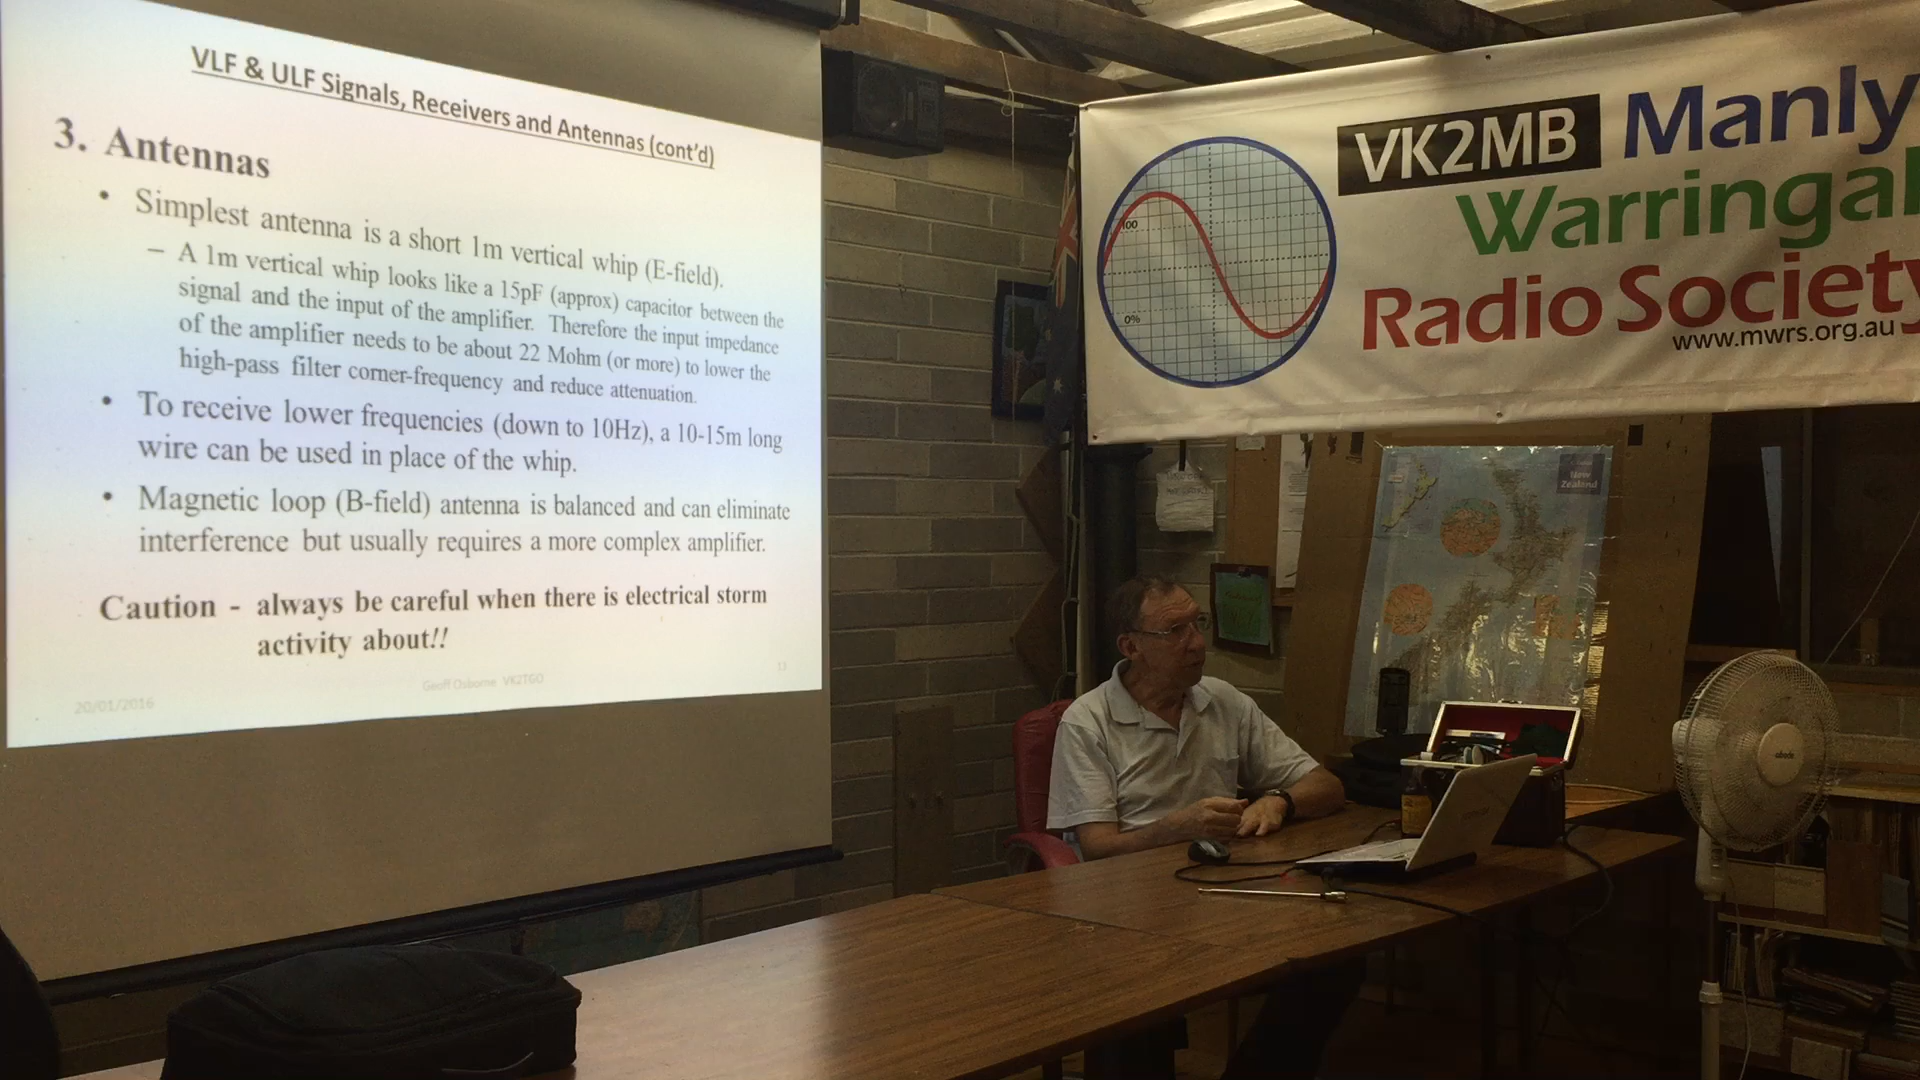 VLF & ULF Signals, Receivers and Antennas (cont'd)
3. Antennas
• Simplest antenna is a short 1m vertical whip (E-field).
– A 1m vertical whip looks like a 15pF (approx) capacitor between the
signal and the input of the amplifier. Therefore the input impedance
of the amplifier needs to be about 22 Mohm (or more) to lower the
high-pass filter corner-frequency and reduce attenuation.
• To receive lower frequencies (down to 10Hz), a 10-15m long
wire can be used in place of the whip.
• Magnetic loop (B-field) antenna is balanced and can eliminate
interference but usually requires a more complex amplifier.
Caution - always be careful when there is electrical storm
activity about!!
20/01/2016
Geoff Osborne VK2TGO
13
VK2MB Manly
Warringa
Radio Society
www.mwrs.org.au
100
0%
New
Zealand